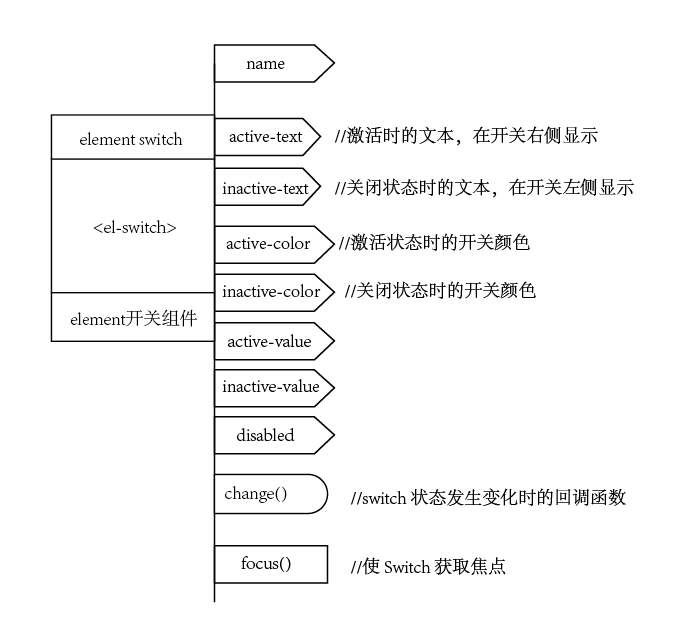 name
element switch
active-text //激活时的文本，在开关右侧显示
inactive-text //关闭状态时的文本，在开关左侧显示
<el-switch>
active-color //激活状态时的开关颜色
inactive-color //关闭状态时的开关颜色
element开关组件
active-value
inactive-value
disabled
change() //switch 状态发生变化时的回调函数
focus() //使 Switch 获取焦点